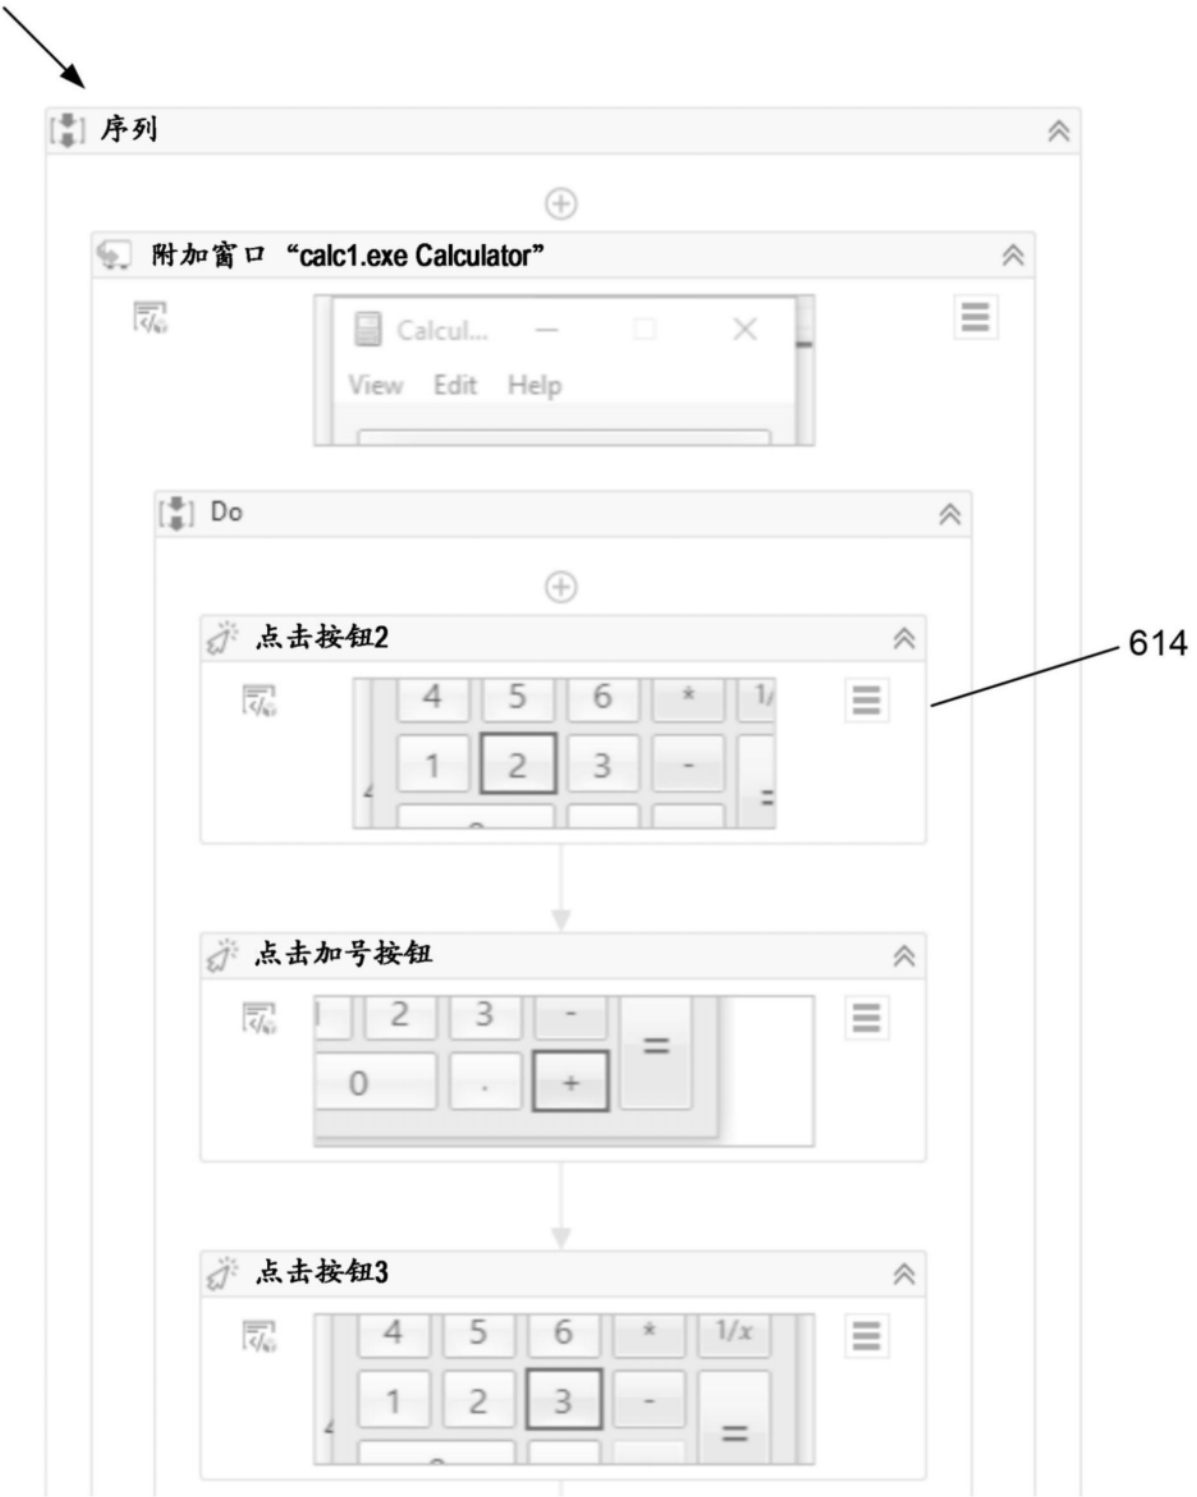 序列
附加窗口 “calc1.exe Calculator”
Calcul...
View Edit Help
Do
点击按钮2
614
4 5 6 * 1/
1 2 3 - =
点击加号按钮
2 3 - =
0 . +
点击按钮3
4 5 6 * 1/x
1 2 3 - =